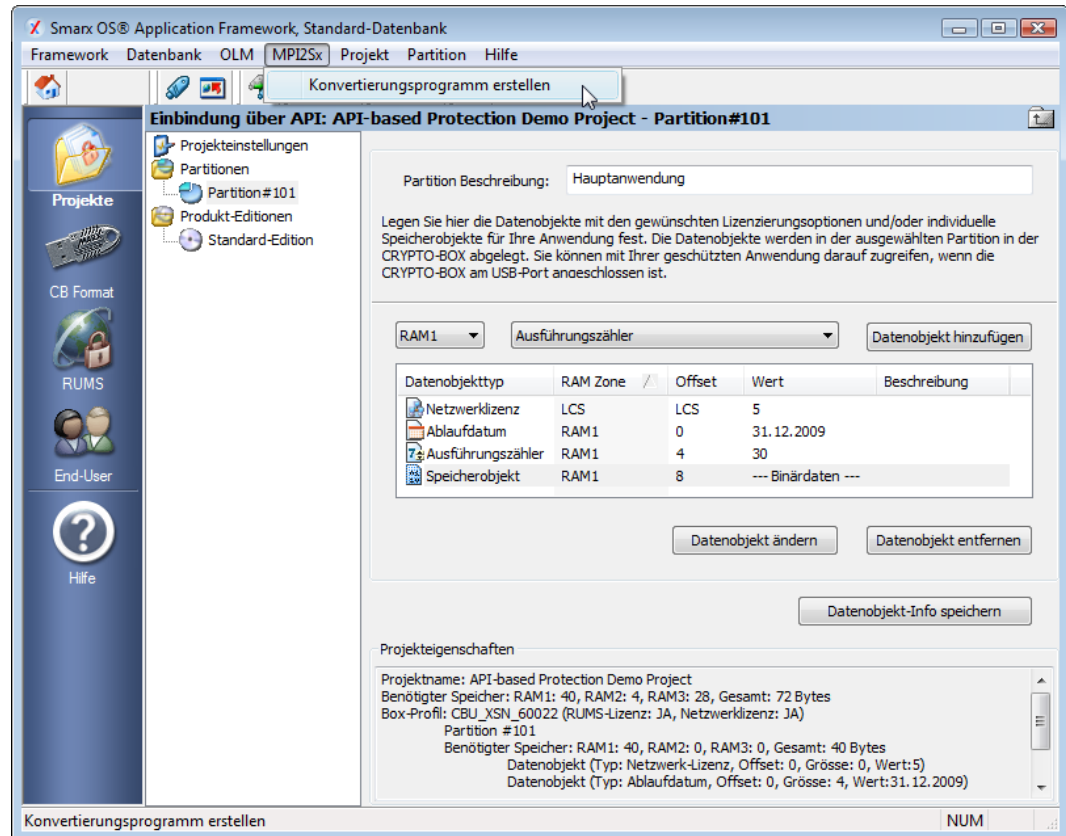 Smarx OS® Application Framework, Standard-Datenbank
Framework Datenbank OLM MPI2Sx Projekt Partition Hilfe
Konvertierungsprogramm erstellen
Einbindung über API: API-based Protection Demo Project - Partition#101
Projekte
CB Format
RUMS
End-User
Hilfe
Projekteinstellungen
Partitionen
Partition#101
Produkt-Editionen
Standard-Edition
Partition Beschreibung: Hauptanwendung
Legen Sie hier die Datenobjekte mit den gewünschten Lizenzierungsoptionen und/oder individuelle
Speicherobjekte für Ihre Anwendung fest. Die Datenobjekte werden in der ausgewählten Partition in der
CRYPTO-BOX abgelegt. Sie können mit Ihrer geschützten Anwendung darauf zugreifen, wenn die
CRYPTO-BOX am USB-Port angeschlossen ist.
RAM1 Ausführungszähler Datenobjekt hinzufügen
Datenobjekttyp RAM Zone Offset Wert Beschreibung
Netzwerklizenz LCS LCS 5
Ablaufdatum RAM1 0 31.12.2009
Ausführungszähler RAM1 4 30
Speicherobjekt RAM1 8 --- Binärdaten ---
Datenobjekt ändern Datenobjekt entfernen
Datenobjekt-Info speichern
Projekteigenschaften
Projektname: API-based Protection Demo Project
Benötigter Speicher: RAM1: 40, RAM2: 4, RAM3: 28, Gesamt: 72 Bytes
Box-Profil: CBU_XSN_60022 (RUMS-Lizenz: JA, Netzwerklizenz: JA)
Partition #101
Benötigter Speicher: RAM1: 40, RAM2: 0, RAM3: 0, Gesamt: 40 Bytes
Datenobjekt (Typ: Netzwerk-Lizenz, Offset: 0, Grösse: 0, Wert:5)
Datenobjekt (Typ: Ablaufdatum, Offset: 0, Grösse: 4, Wert:31.12.2009)
Konvertierungsprogramm erstellen NUM